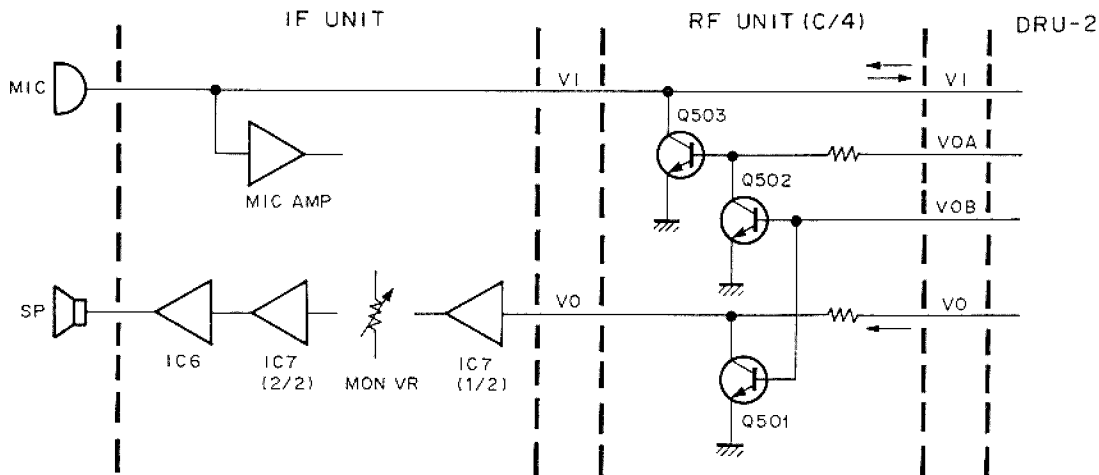 IF UNIT
RF UNIT (C/4)
DRU-2
MIC
VI
VI
Q503
VOA
MIC AMP
Q502
VOB
SP
VO
VO
IC6
IC7
(2/2)
MON VR
IC7
(1/2)
Q501